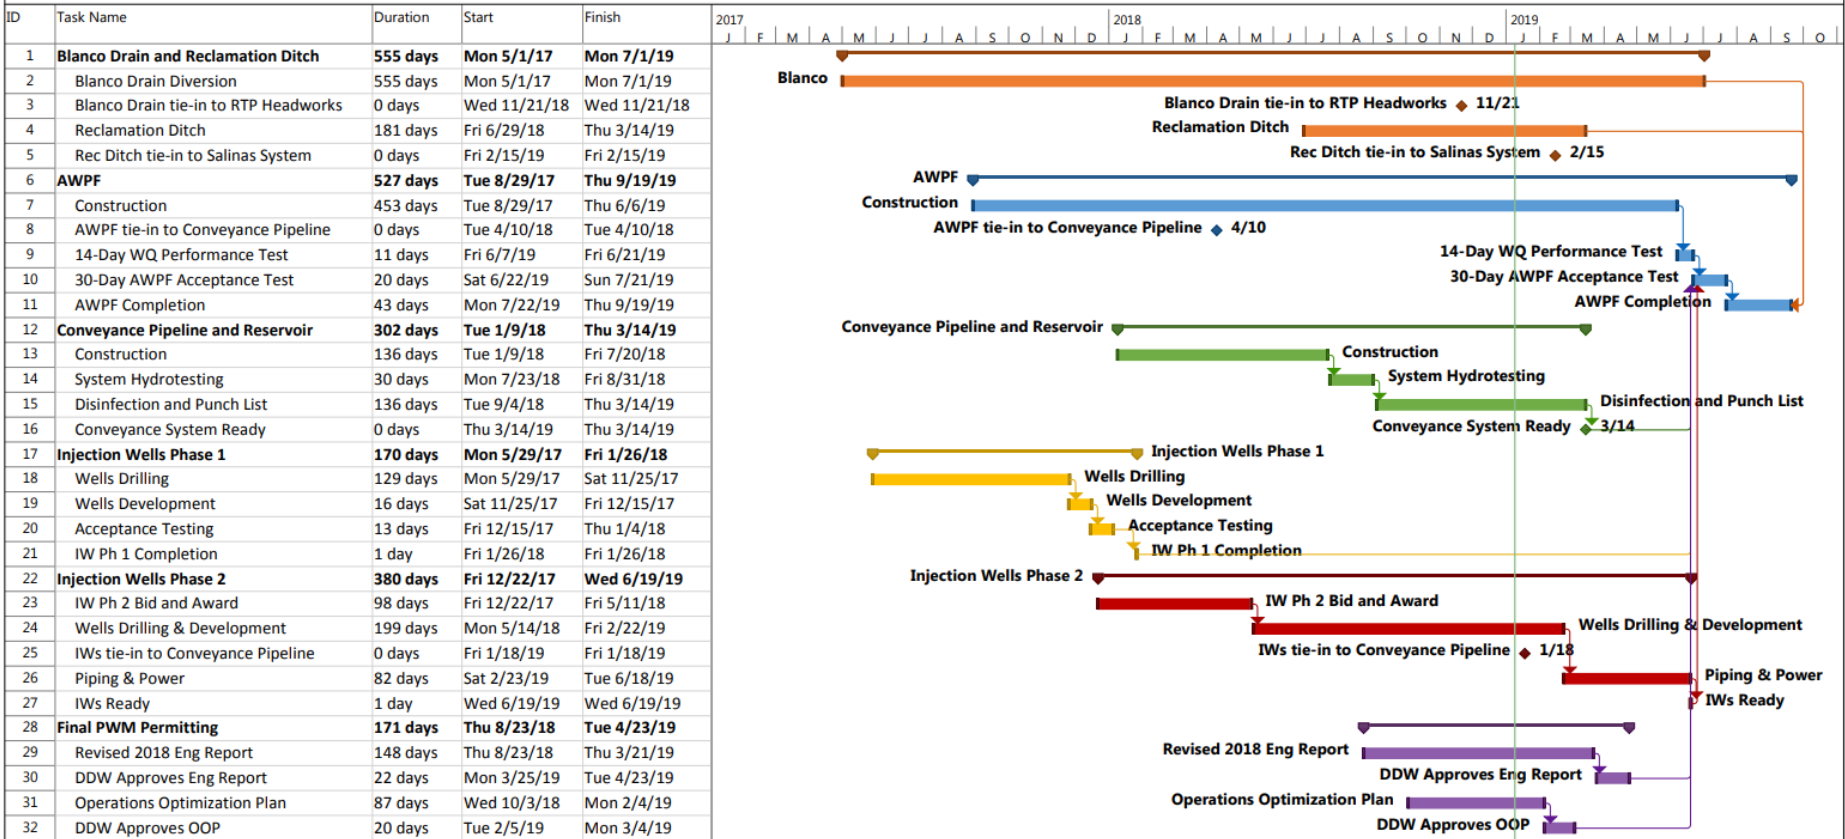 ID Task Name Duration Start Finish 2017 2018 2019
J F M A M J J A S O N D J F M A M J J A S O N D J F M A M J J A S O
1 Blanco Drain and Reclamation Ditch 555 days Mon 5/1/17 Mon 7/1/19
2 Blanco Drain Diversion 555 days Mon 5/1/17 Mon 7/1/19 Blanco
3 Blanco Drain tie-in to RTP Headworks 0 days Wed 11/21/18 Wed 11/21/18 Blanco Drain tie-in to RTP Headworks 11/21
4 Reclamation Ditch 181 days Fri 6/29/18 Thu 3/14/19 Reclamation Ditch
5 Rec Ditch tie-in to Salinas System 0 days Fri 2/15/19 Fri 2/15/19 Rec Ditch tie-in to Salinas System 2/15
6 AWPF 527 days Tue 8/29/17 Thu 9/19/19 AWPF
7 Construction 453 days Tue 8/29/17 Thu 6/6/19 Construction
8 AWPF tie-in to Conveyance Pipeline 0 days Tue 4/10/18 Tue 4/10/18 AWPF tie-in to Conveyance Pipeline 4/10
9 14-Day WQ Performance Test 11 days Fri 6/7/19 Fri 6/21/19 14-Day WQ Performance Test
10 30-Day AWPF Acceptance Test 20 days Sat 6/22/19 Sun 7/21/19 30-Day AWPF Acceptance Test
11 AWPF Completion 43 days Mon 7/22/19 Thu 9/19/19 AWPF Completion
12 Conveyance Pipeline and Reservoir 302 days Tue 1/9/18 Thu 3/14/19 Conveyance Pipeline and Reservoir
13 Construction 136 days Tue 1/9/18 Fri 7/20/18 Construction
14 System Hydrotesting 30 days Mon 7/23/18 Fri 8/31/18 System Hydrotesting
15 Disinfection and Punch List 136 days Tue 9/4/18 Thu 3/14/19 Disinfection and Punch List
16 Conveyance System Ready 0 days Thu 3/14/19 Thu 3/14/19 Conveyance System Ready 3/14
17 Injection Wells Phase 1 170 days Mon 5/29/17 Fri 1/26/18 Injection Wells Phase 1
18 Wells Drilling 129 days Mon 5/29/17 Sat 11/25/17 Wells Drilling
19 Wells Development 16 days Sat 11/25/17 Fri 12/15/17 Wells Development
20 Acceptance Testing 13 days Fri 12/15/17 Thu 1/4/18 Acceptance Testing
21 IW Ph 1 Completion 1 day Fri 1/26/18 Fri 1/26/18 IW Ph 1 Completion
22 Injection Wells Phase 2 380 days Fri 12/22/17 Wed 6/19/19 Injection Wells Phase 2
23 IW Ph 2 Bid and Award 98 days Fri 12/22/17 Fri 5/11/18 IW Ph 2 Bid and Award
24 Wells Drilling & Development 199 days Mon 5/14/18 Fri 2/22/19 Wells Drilling & Development
25 IWs tie-in to Conveyance Pipeline 0 days Fri 1/18/19 Fri 1/18/19 IWs tie-in to Conveyance Pipeline 1/18
26 Piping & Power 82 days Sat 2/23/19 Tue 6/18/19 Piping & Power
27 IWs Ready 1 day Wed 6/19/19 Wed 6/19/19 IWs Ready
28 Final PWM Permitting 171 days Thu 8/23/18 Tue 4/23/19
29 Revised 2018 Eng Report 148 days Thu 8/23/18 Thu 3/21/19 Revised 2018 Eng Report
30 DDW Approves Eng Report 22 days Mon 3/25/19 Tue 4/23/19 DDW Approves Eng Report
31 Operations Optimization Plan 87 days Wed 10/3/18 Mon 2/4/19 Operations Optimization Plan
32 DDW Approves OOP 20 days Tue 2/5/19 Mon 3/4/19 DDW Approves OOP